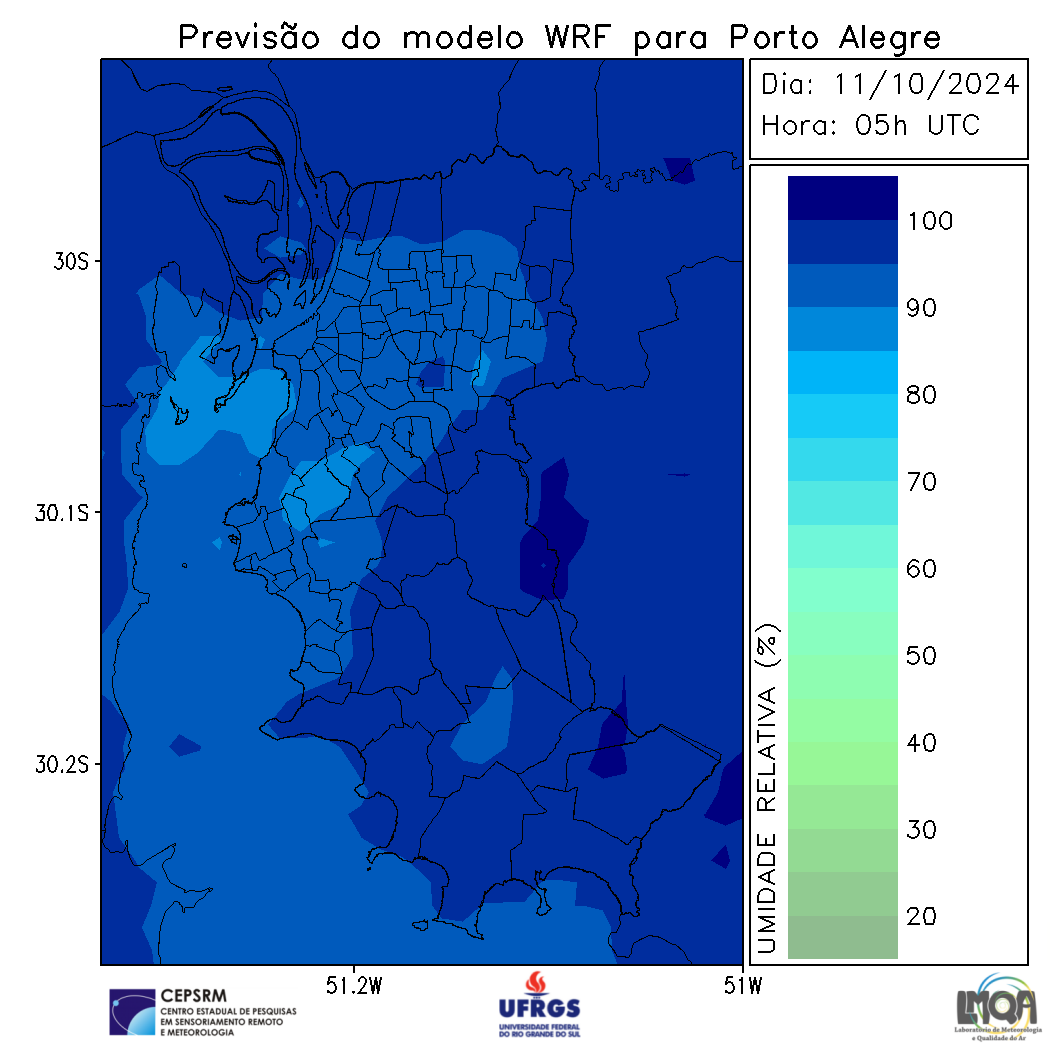 Previsão do modelo WRF para Porto Alegre
Dia: 11/10/2024
Hora: 05h UTC
100
90
80
70
60
50
40
30
20
UMIDADE RELATIVA (%)
30S
30.1S
30.2S
51.2W
51W
CEPSRM
CENTRO ESTADUAL DE PESQUISAS
EM SENSORIAMENTO REMOTO
E METEOROLOGIA
UFRGS
UNIVERSIDADE FEDERAL
DO RIO GRANDE DO SUL
LMQA
Laboratório de Meteorologia
e Qualidade do Ar